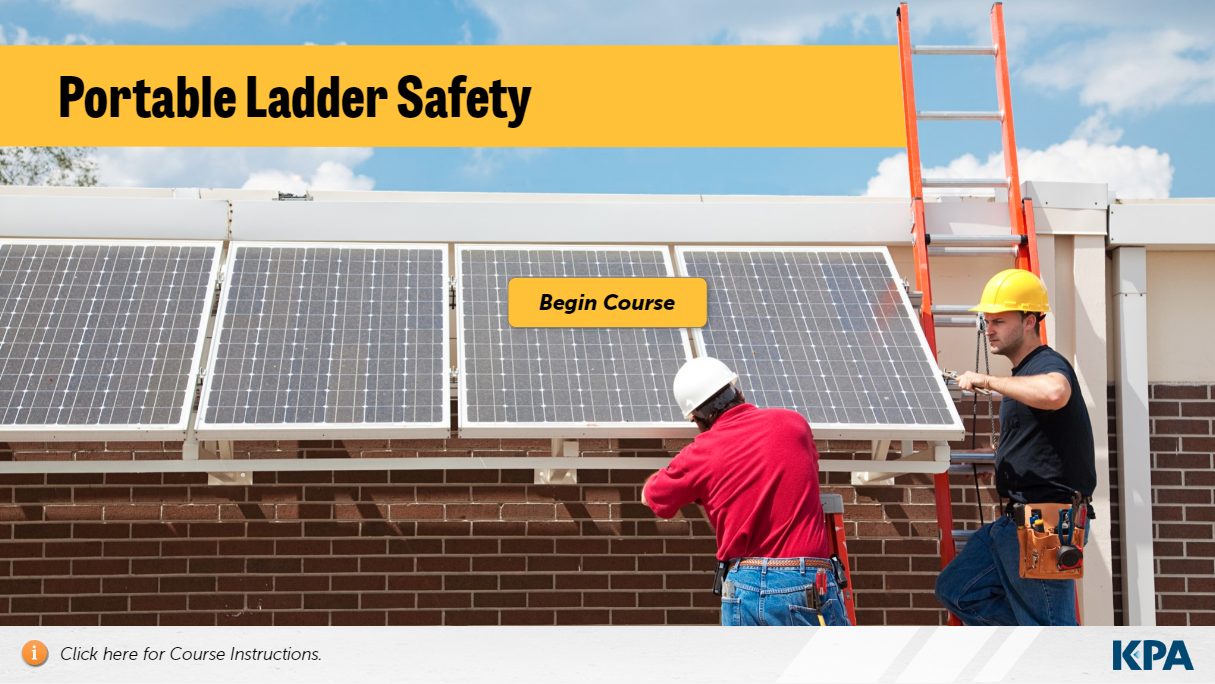 Portable Ladder Safety
Begin Course
i Click here for Course Instructions.
KPA